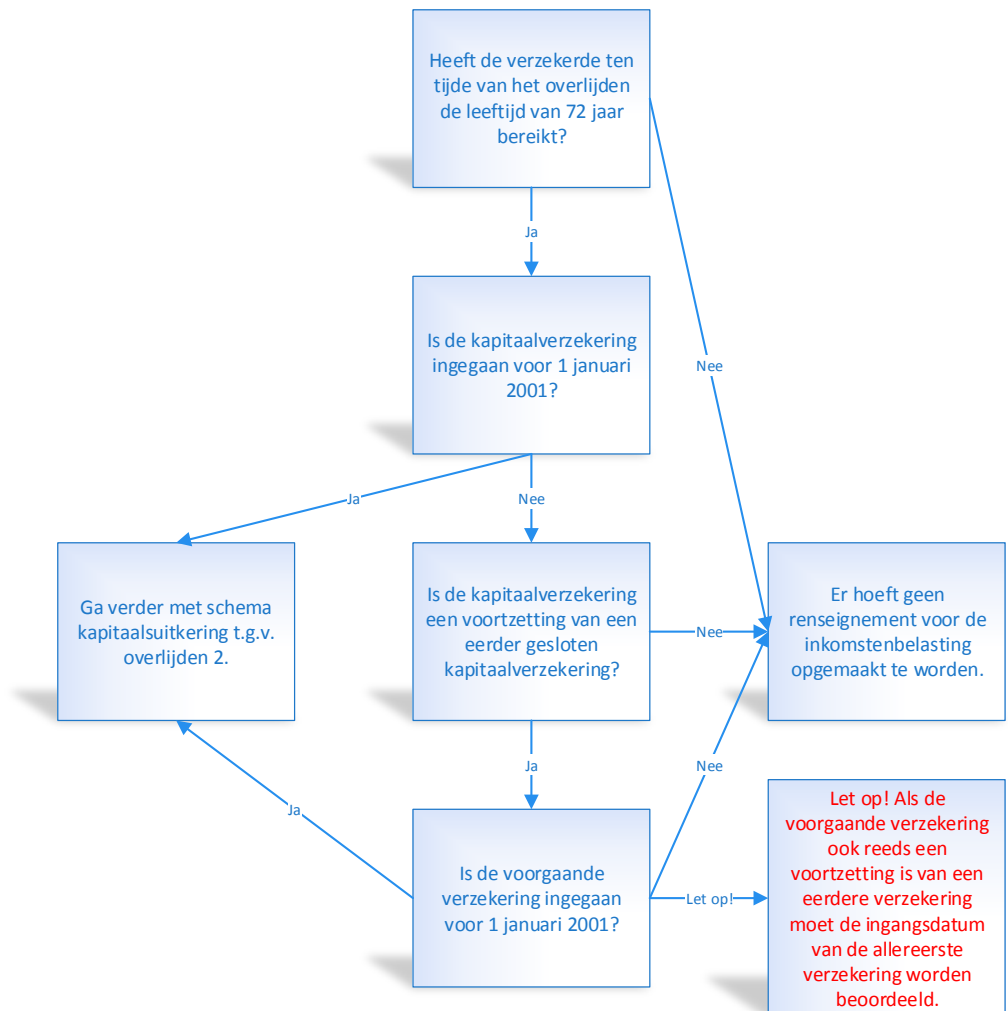 Heeft de verzekerde ten
tijde van het overlijden
de leeftijd van 72 jaar
bereikt?
Ja
Nee
Is de kapitaalverzekering
ingegaan voor 1 januari
2001?
Ja
Nee
Ga verder met schema
kapitaalsuitkering t.g.v.
overlijden 2.
Is de kapitaalverzekering
een voortzetting van een
eerder gesloten
kapitaalverzekering?
Nee
Er hoeft geen
renseignement voor de
inkomstenbelasting
opgemaakt te worden.
Ja
Nee
Ja
Is de voorgaande
verzekering ingegaan
voor 1 januari 2001?
Let op!
Let op! Als de
voorgaande verzekering
ook reeds een
voortzetting is van een
eerdere verzekering
moet de ingangsdatum
van de allereerste
verzekering worden
beoordeeld.